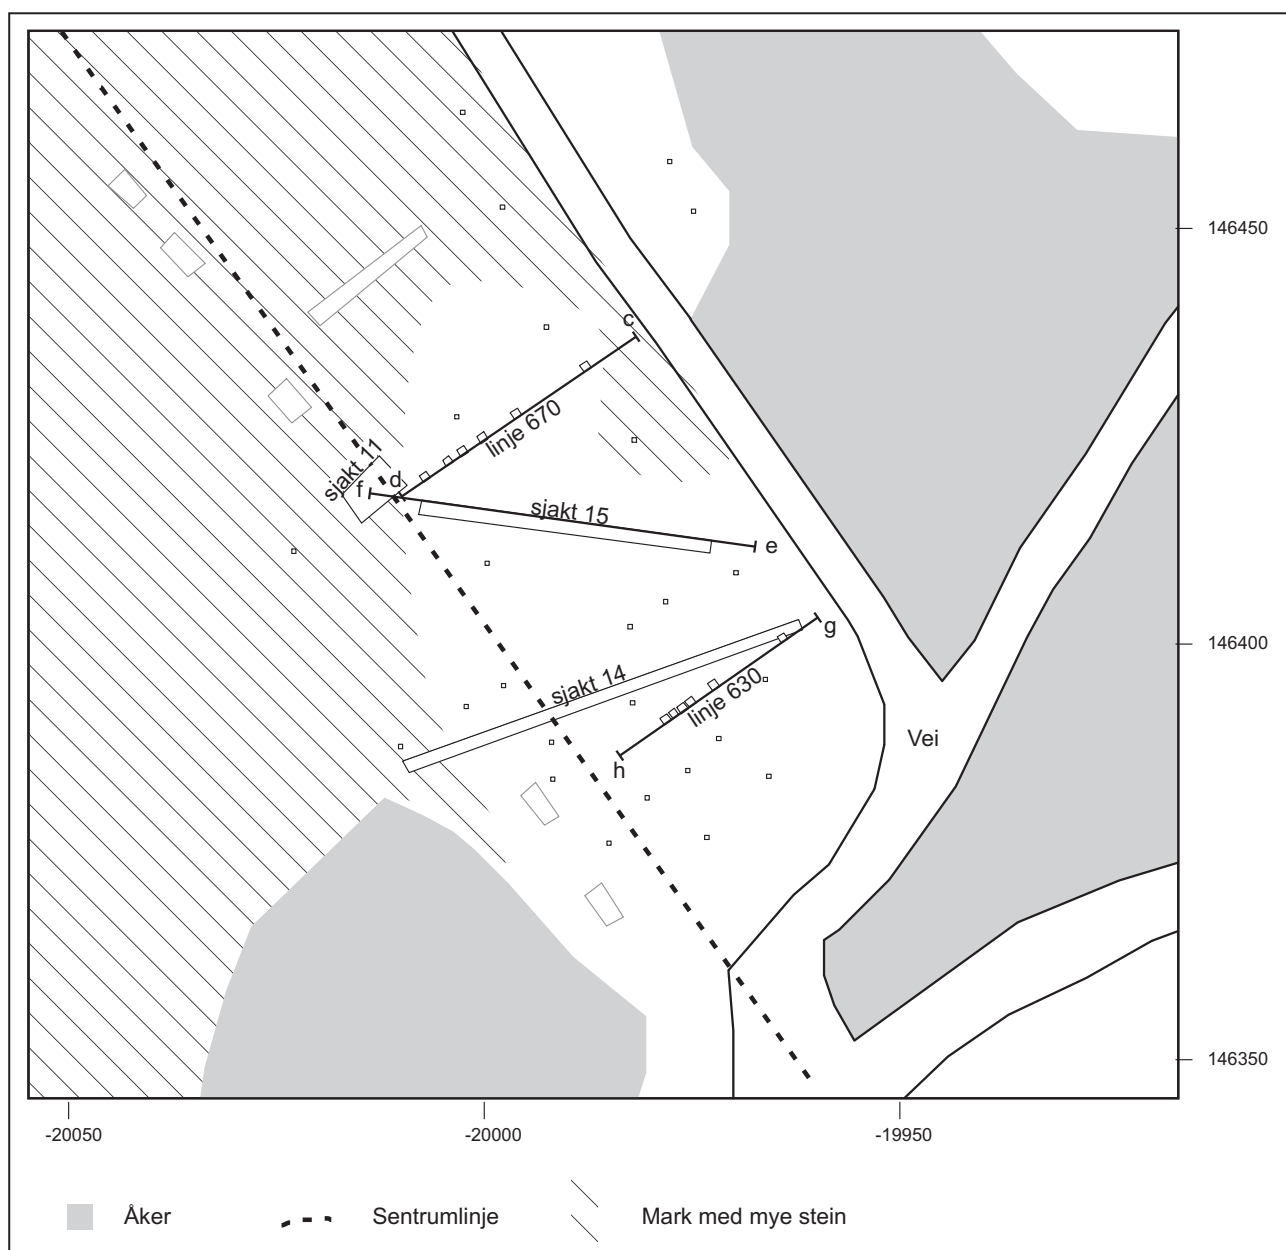 146450
c
linje 670
sjakt 11
d
f
sjakt 15
e
g
146400
sjakt 14
linje 630
Vei
h
146350
-20050
-20000
-19950
Åker
Sentrumlinje
Mark med mye stein